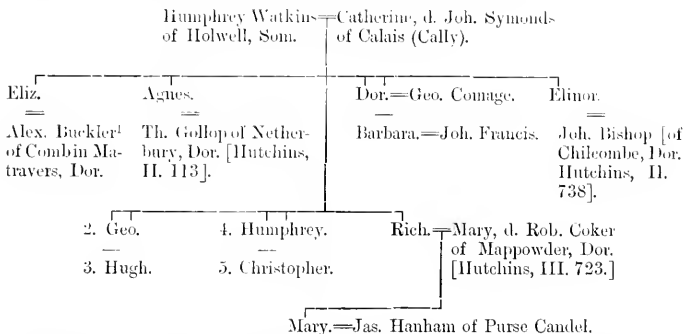 Humphrey Watkins=Catherine, d. Joh. Symonds
of Holwell, Som. of Calais (Cally).
Eliz. Agnes. Dor.=Geo. Comage. Elinor.
= = — =
Alex. Buckler¹ Th. Gollop of Nether- Barbara.=Joh. Francis. Joh. Bishop [of
of Combin Ma- bury, Dor. [Hutchins, Chilcombe, Dor.
travers, Dor. II. 113]. Hutchins, II.
738].
2. Geo. 4. Humphrey. Rich.=Mary, d. Rob. Coker
— — of Mappowder, Dor.
3. Hugh. 5. Christopher. [Hutchins, III. 723.]
Mary.=Jas. Hanham of Purse Candel.